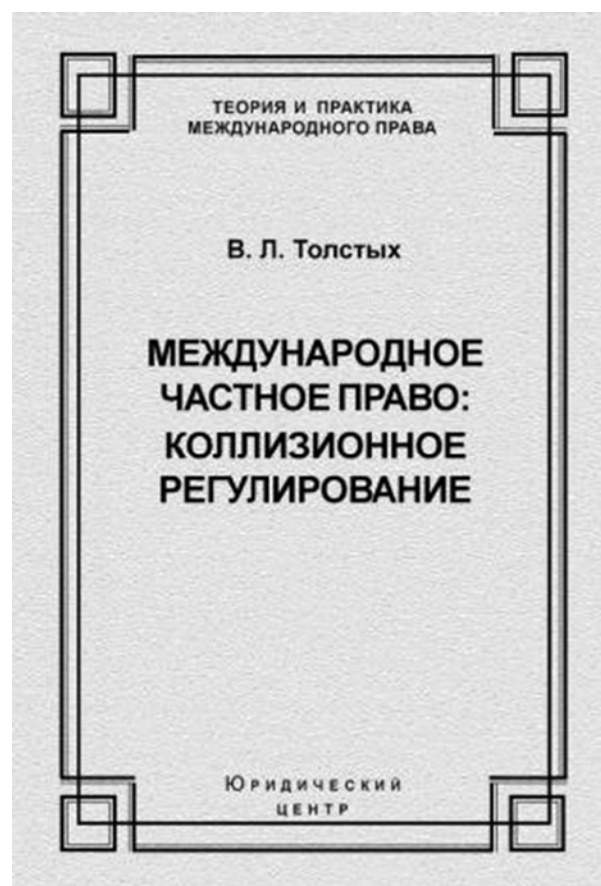 ТЕОРИЯ И ПРАКТИКА
МЕЖДУНАРОДНОГО ПРАВА
В. Л. Толстых
МЕЖДУНАРОДНОЕ
ЧАСТНОЕ ПРАВО:
КОЛЛИЗИОННОЕ
РЕГУЛИРОВАНИЕ
ЮРИДИЧЕСКИЙ
ЦЕНТР